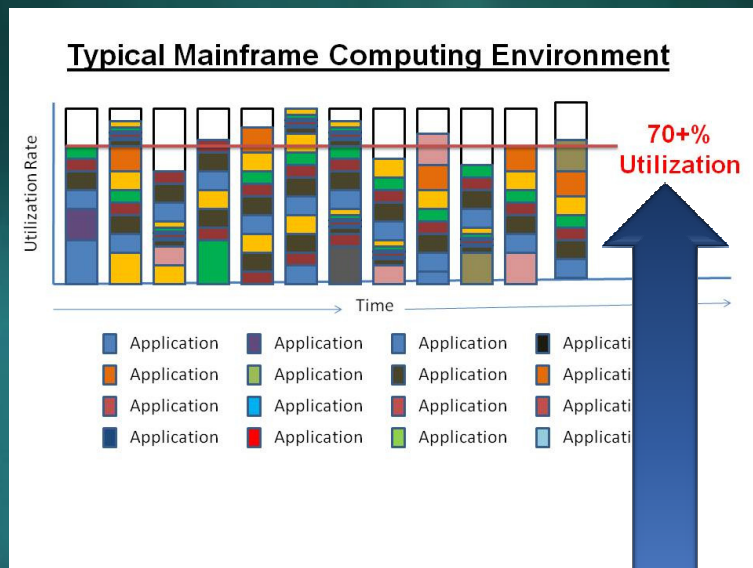 Typical Mainframe Computing Environment
Utilization Rate
70+%
Utilization
Time
Application Application Application Applicati
Application Application Application Applicati
Application Application Application Applicati
Application Application Application Applicati